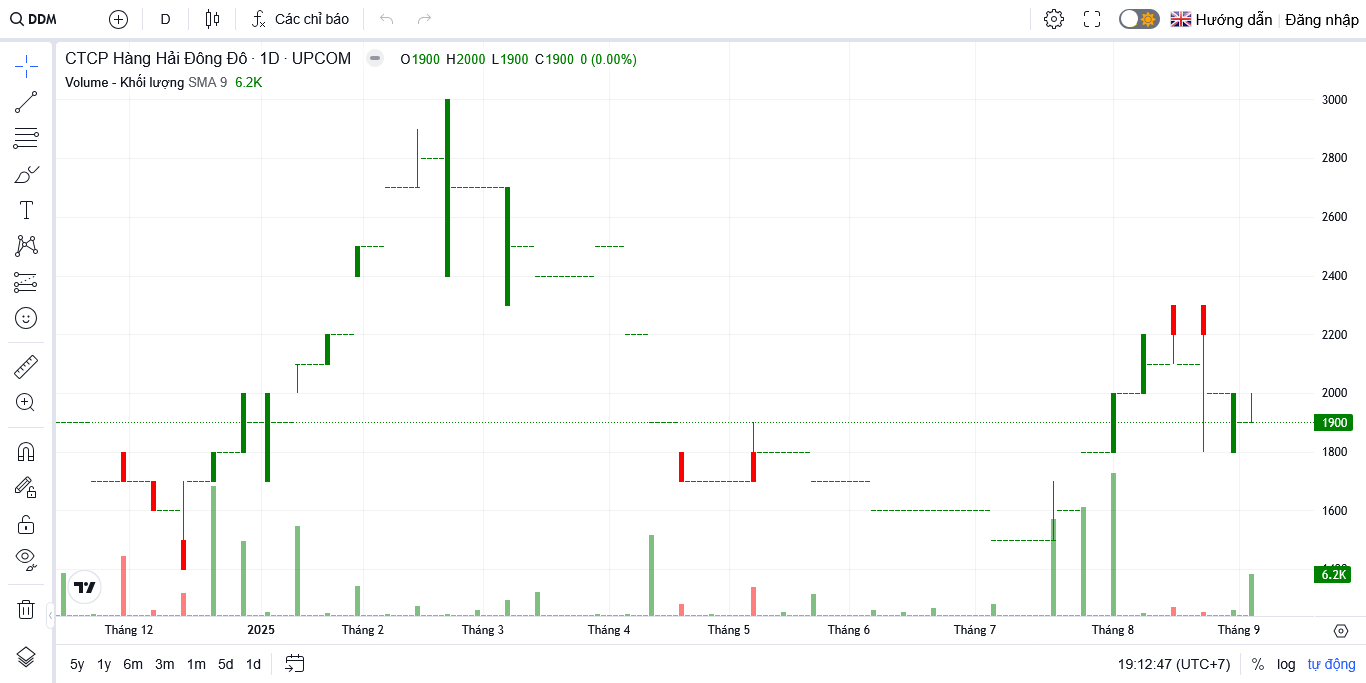 DDM D Các chỉ báo Hướng dẫn Đăng nhập
CTCP Hàng Hải Đông Đô · 1D · UPCOM O1900 H2000 L1900 C1900 0 (0.00%)
Volume - Khối lượng SMA 9 6.2K
3000
2800
2600
2400
2200
2000
1900
1800
1600
6.2K
Tháng 12 2025 Tháng 2 Tháng 3 Tháng 4 Tháng 5 Tháng 6 Tháng 7 Tháng 8 Tháng 9
5y 1y 6m 3m 1m 5d 1d 19:12:47 (UTC+7) % log tự động